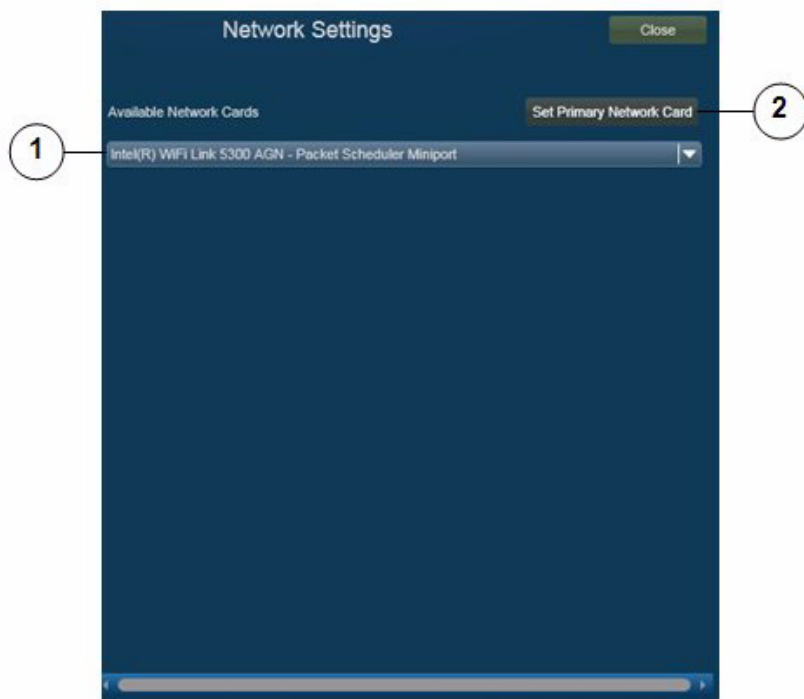 Network Settings
Close
Available Network Cards
Set Primary Network Card
2
1
Intel(R) WiFi Link 5300 AGN - Packet Scheduler Miniport